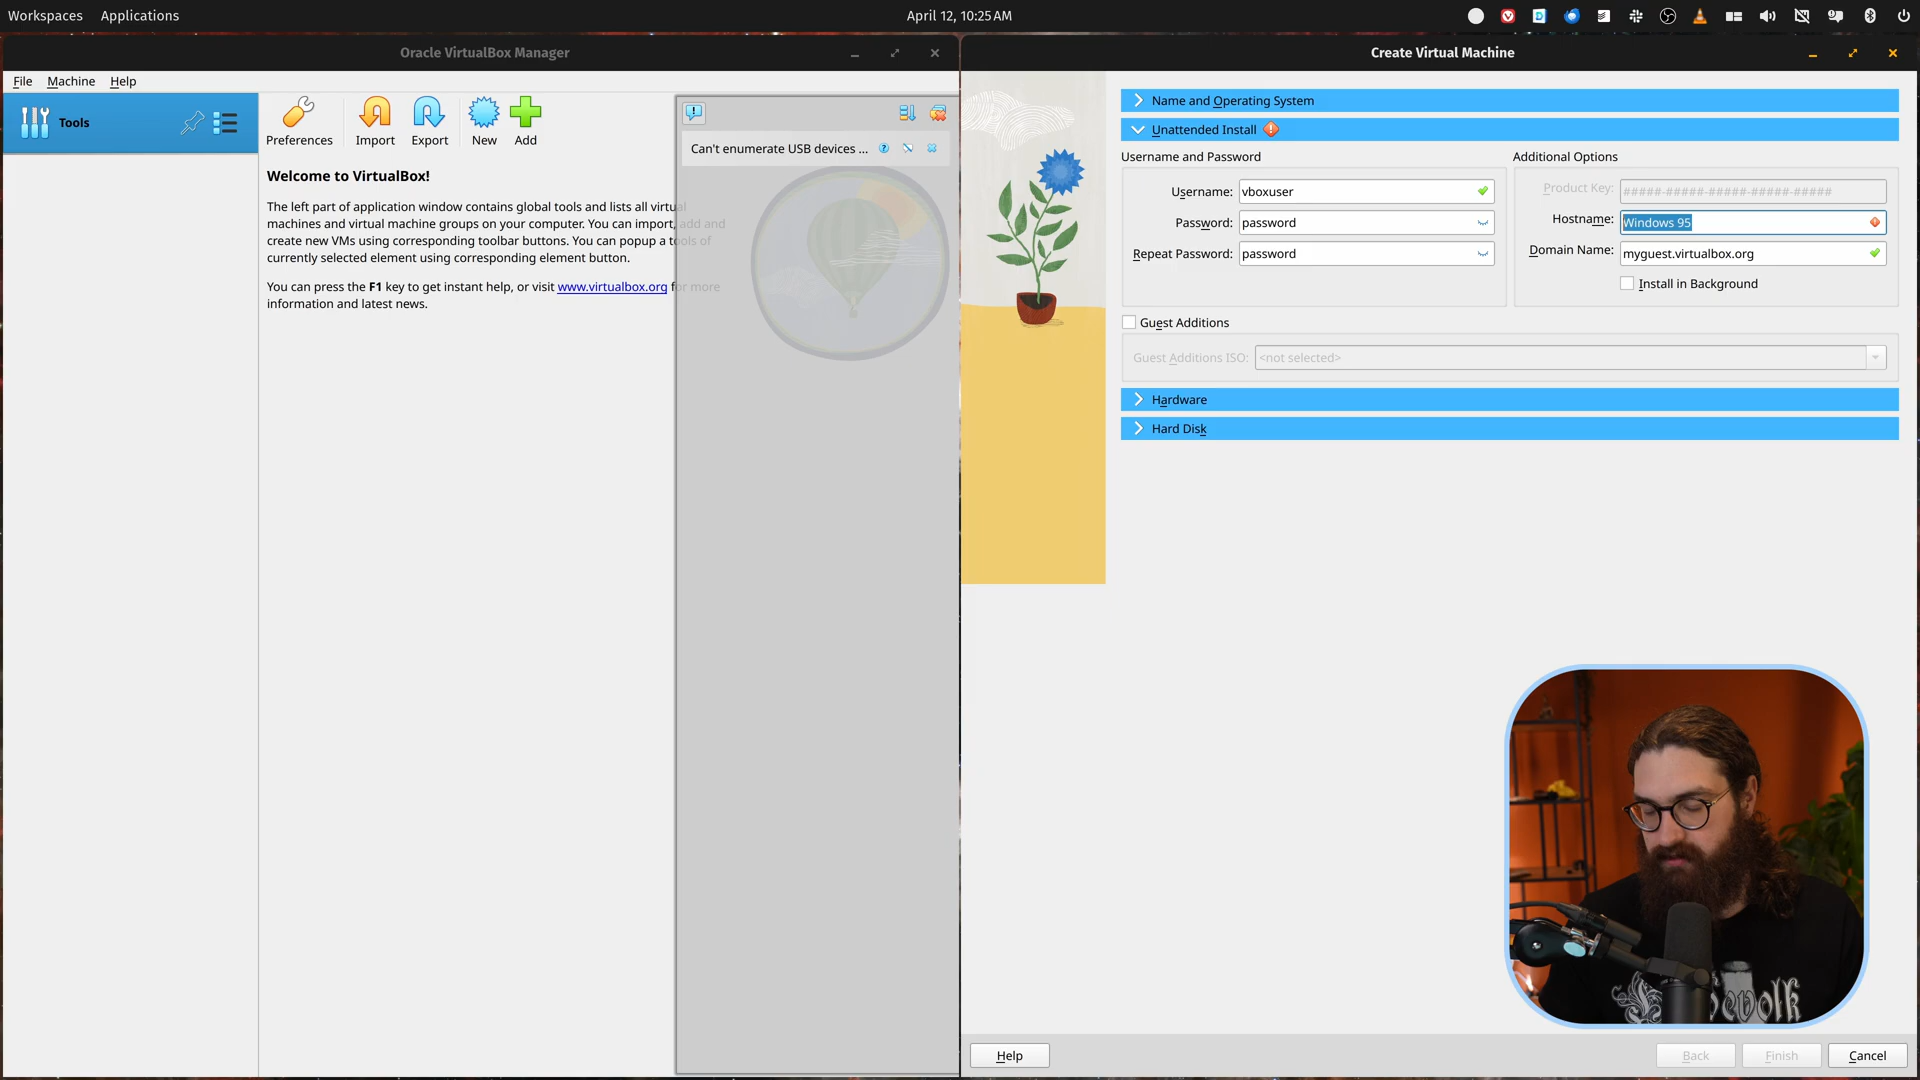 Workspaces
Applications
April 12, 10:25 AM
Oracle VirtualBox Manager
File
Machine
Help
Tools
Preferences
Import
Export
New
Add
Can't enumerate USB devices ...
Welcome to VirtualBox!
The left part of application window contains global tools and lists all virtual
machines and virtual machine groups on your computer. You can import, add and
create new VMs using corresponding toolbar buttons. You can popup a tools of
currently selected element using corresponding element button.
You can press the F1 key to get instant help, or visit www.virtualbox.org for more
information and latest news.
Create Virtual Machine
Name and Operating System
Unattended Install
Username and Password
Username: vboxuser
Password: password
Repeat Password: password
Additional Options
Product Key: #####-#####-#####-#####-#####
Hostname: Windows 95
Domain Name: myguest.virtualbox.org
Install in Background
Guest Additions
Guest Additions ISO: <not selected>
Hardware
Hard Disk
Help
Back
Finish
Cancel